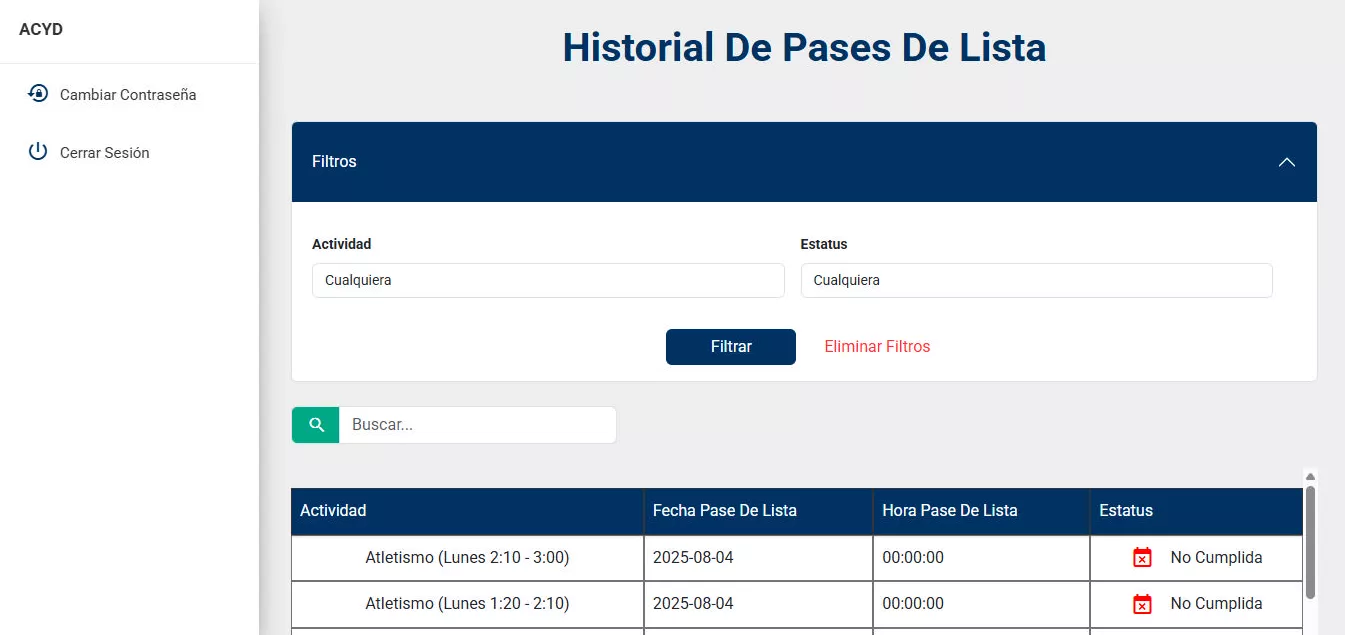 ACYD
Historial De Pases De Lista
Cambiar Contraseña
Cerrar Sesión
Filtros
Actividad Estatus
Cualquiera Cualquiera
Filtrar Eliminar Filtros
Buscar...
Actividad Fecha Pase De Lista Hora Pase De Lista Estatus
Atletismo (Lunes 2:10 - 3:00) 2025-08-04 00:00:00 No Cumplida
Atletismo (Lunes 1:20 - 2:10) 2025-08-04 00:00:00 No Cumplida